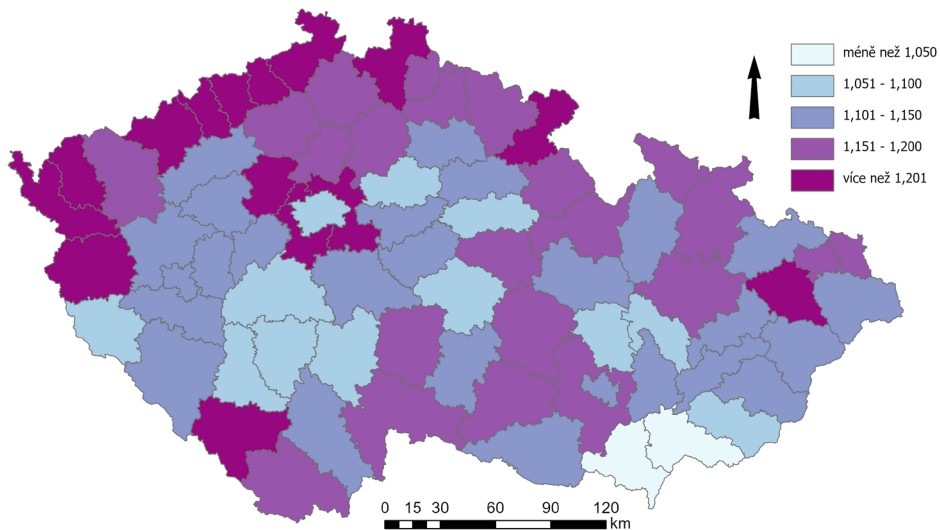 méně než 1,050
1,051 - 1,100
1,101 - 1,150
1,151 - 1,200
více než 1,201
0 15 30 60 90 120
km